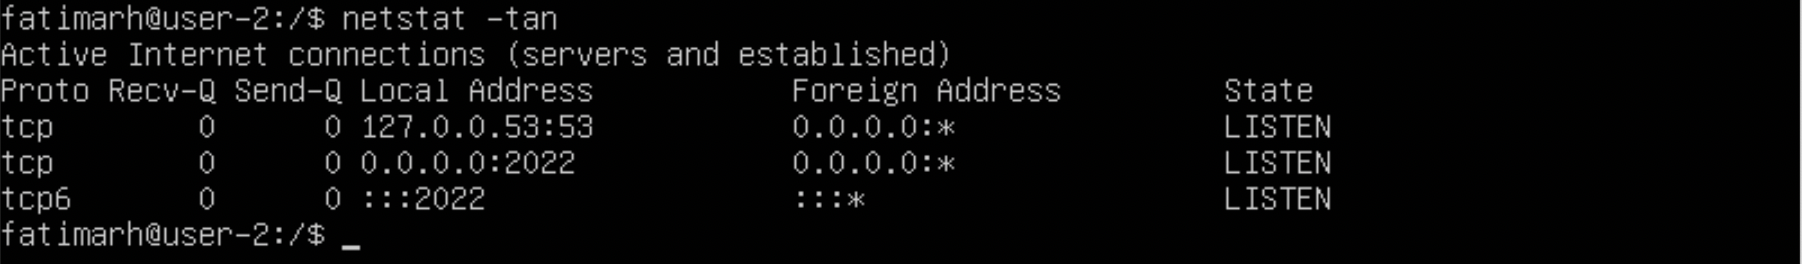 fatimarh@user-2:/$ netstat -tan
Active Internet connections (servers and established)
Proto Recv-Q Send-Q Local Address           Foreign Address         State
tcp        0      0 127.0.0.53:53           0.0.0.0:*               LISTEN
tcp        0      0 0.0.0.0:2022            0.0.0.0:*               LISTEN
tcp6       0      0 :::2022                 :::*                    LISTEN
fatimarh@user-2:/$ _